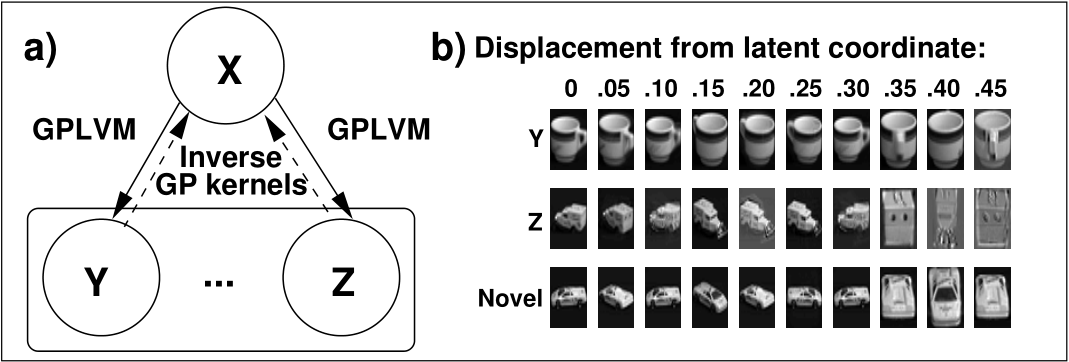 a)
X
GPLVM
GPLVM
Inverse
GP kernels
Y
...
Z
b) Displacement from latent coordinate:
0 .05 .10 .15 .20 .25 .30 .35 .40 .45
Y
Z
Novel